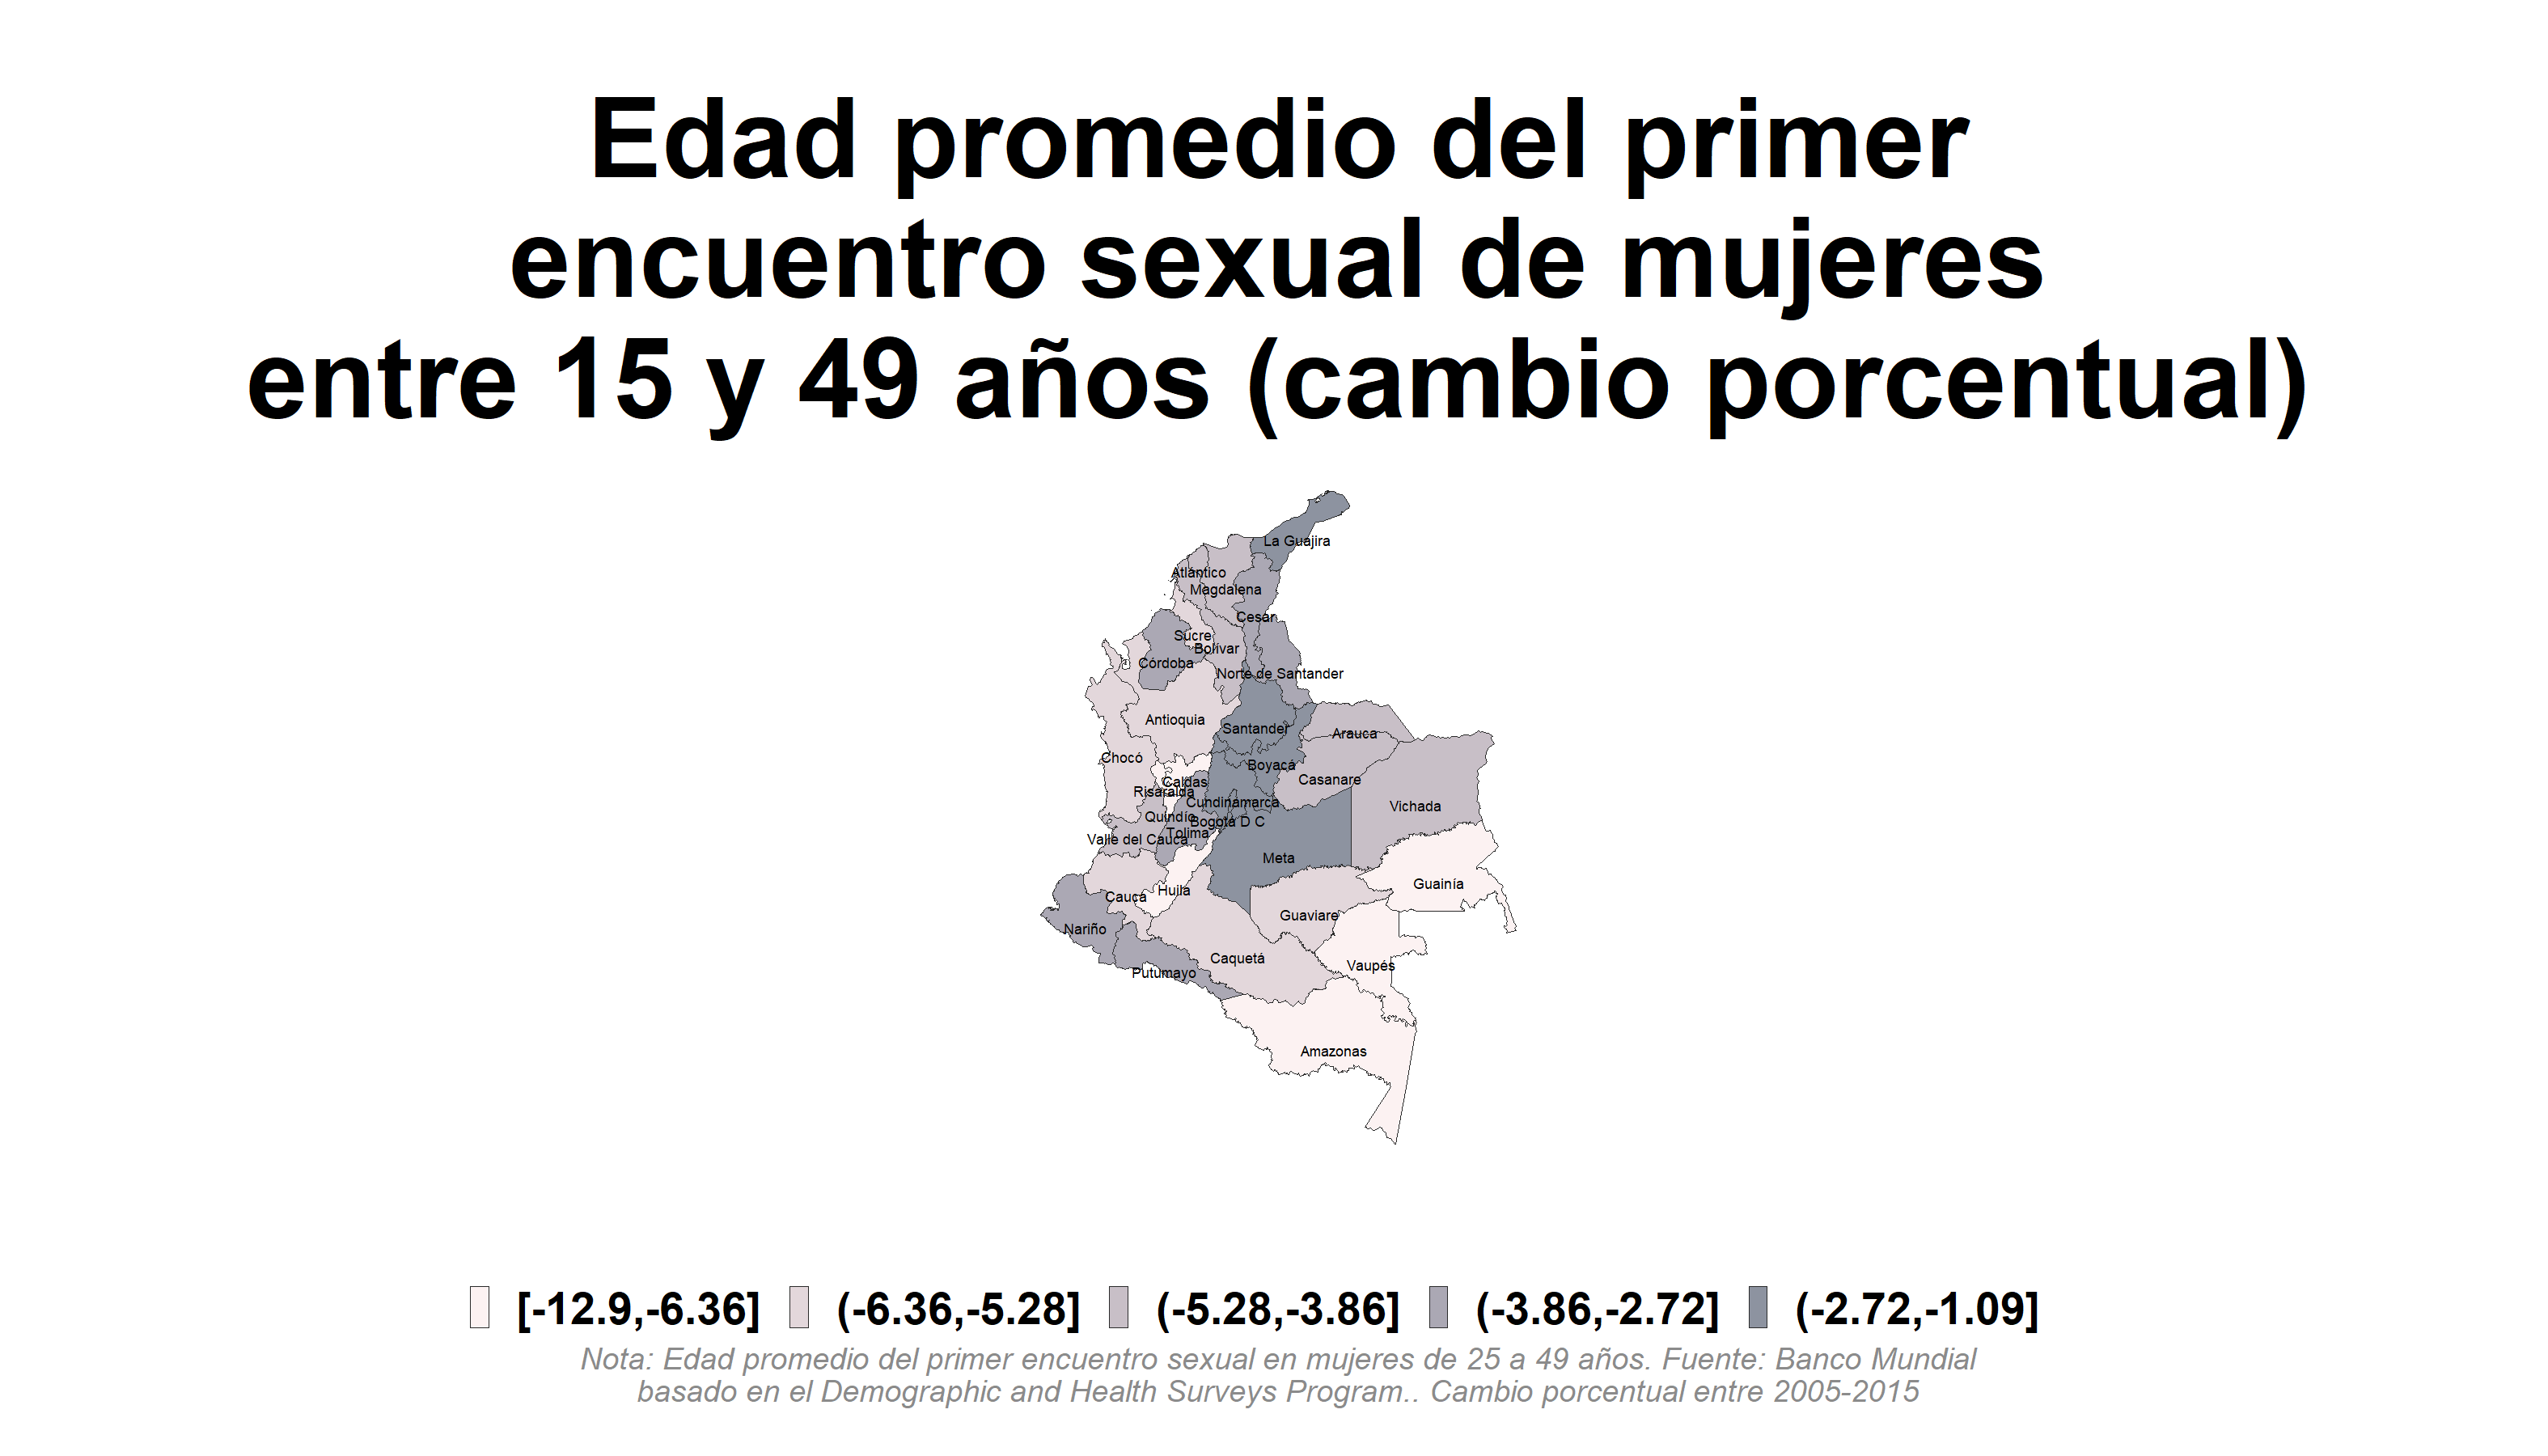 Edad promedio del primer
encuentro sexual de mujeres
entre 15 y 49 años (cambio porcentual)
La Guajira
Atlántico
Magdalena
Cesar
Sucre
Bolívar
Córdoba
Norte de Santander
Antioquia
Santander
Arauca
Chocó
Boyacá
Casanare
Caldas
Risaralda
Cundinamarca
Vichada
Quindío
Bogotá D C
Tolima
Valle del Cauca
Meta
Guainía
Huila
Cauca
Guaviare
Nariño
Caquetá
Vaupés
Putumayo
Amazonas
[-12.9,-6.36] (-6.36,-5.28] (-5.28,-3.86] (-3.86,-2.72] (-2.72,-1.09]
Nota: Edad promedio del primer encuentro sexual en mujeres de 25 a 49 años. Fuente: Banco Mundial
basado en el Demographic and Health Surveys Program.. Cambio porcentual entre 2005-2015